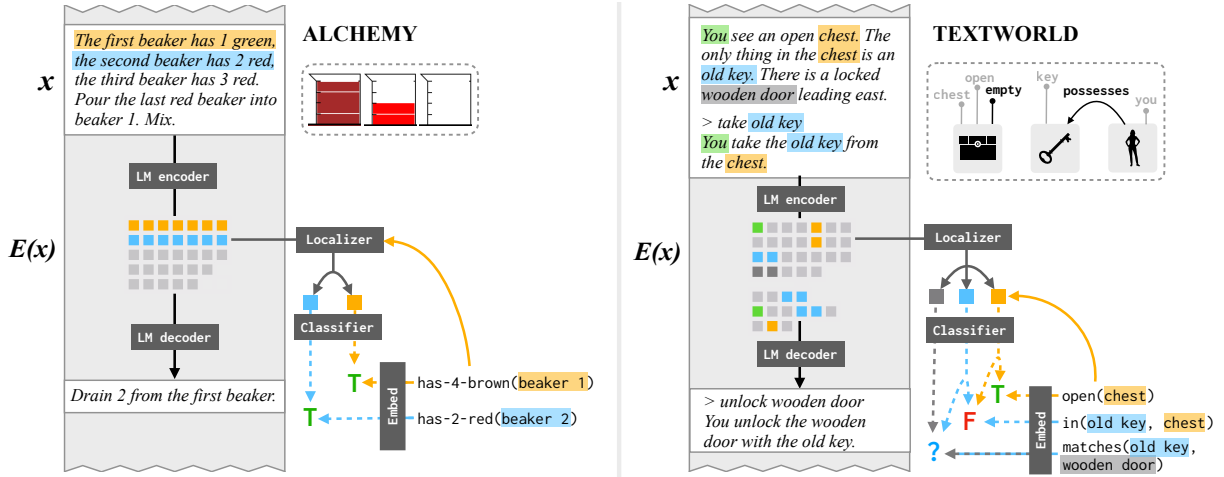 ALCHEMY
x
The first beaker has 1 green,
the second beaker has 2 red,
the third beaker has 3 red.
Pour the last red beaker into
beaker 1. Mix.
LM encoder
E(x)
Localizer
Classifier
LM decoder
T
T
Embed
has-4-brown(beaker 1)
has-2-red(beaker 2)
Drain 2 from the first beaker.
TEXTWORLD
x
You see an open chest. The
only thing in the chest is an
old key. There is a locked
wooden door leading east.
> take old key
You take the old key from
the chest.
open
chest
empty
key
possesses
you
LM encoder
E(x)
Localizer
Classifier
LM decoder
T
F
?
Embed
open(chest)
in(old key, chest)
matches(old key,
wooden door)
> unlock wooden door
You unlock the wooden
door with the old key.